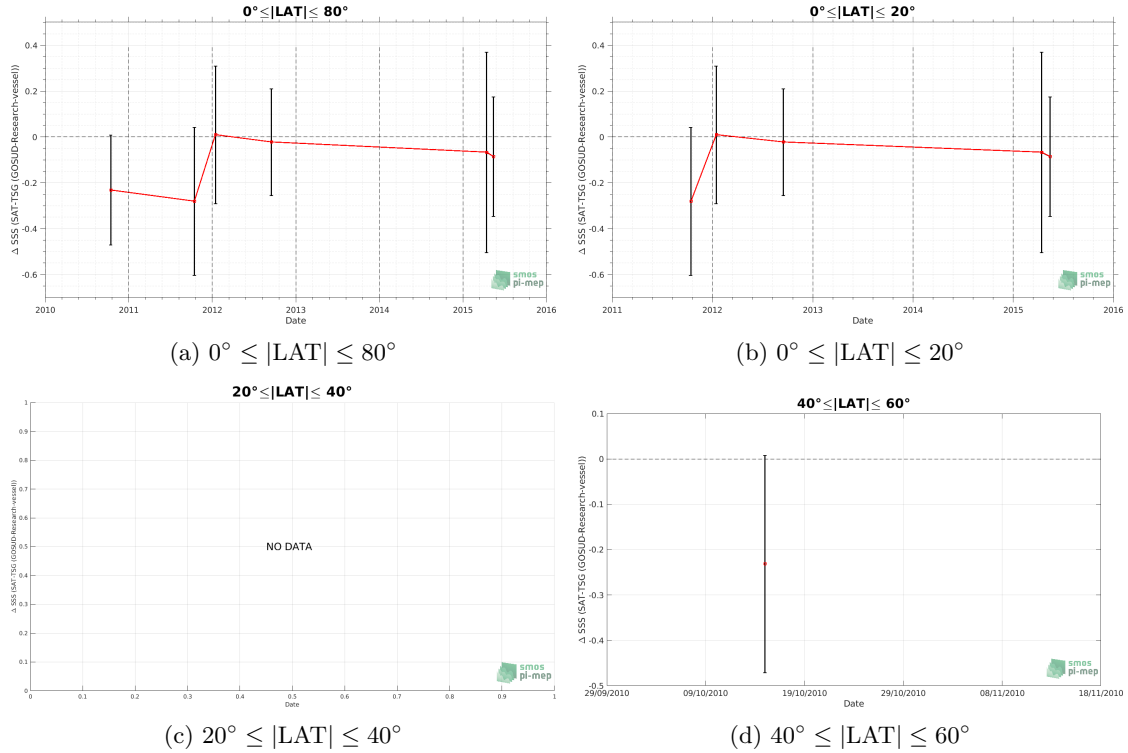 0°≤|LAT|≤ 80°
Δ SSS (SAT-TSG (GOSUD-Research-vessel))
0.4
0.2
0
-0.2
-0.4
-0.6
2010 2011 2012 2013 2014 2015 2016
Date
smos
pi-mep
(a) 0° ≤ |LAT| ≤ 80°
0°≤|LAT|≤ 20°
Δ SSS (SAT-TSG (GOSUD-Research-vessel))
0.4
0.2
0
-0.2
-0.4
-0.6
2011 2012 2013 2014 2015 2016
Date
smos
pi-mep
(b) 0° ≤ |LAT| ≤ 20°
20°≤|LAT|≤ 40°
Δ SSS (SAT-TSG (GOSUD-Research-vessel))
1
0.9
0.8
0.7
0.6
0.5
0.4
0.3
0.2
0.1
0
NO DATA
0 0.1 0.2 0.3 0.4 0.5 0.6 0.7 0.8 0.9 1
Date
smos
pi-mep
(c) 20° ≤ |LAT| ≤ 40°
40°≤|LAT|≤ 60°
Δ SSS (SAT-TSG (GOSUD-Research-vessel))
0.1
0
-0.1
-0.2
-0.3
-0.4
-0.5
29/09/2010 09/10/2010 19/10/2010 29/10/2010 08/11/2010 18/11/2010
Date
smos
pi-mep
(d) 40° ≤ |LAT| ≤ 60°